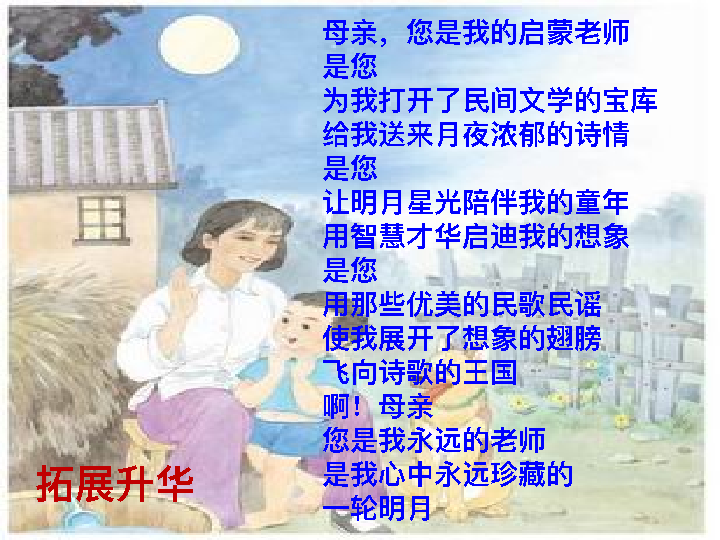 母亲，您是我的启蒙老师
是您
为我打开了民间文学的宝库
给我送来月夜浓郁的诗情
是您
让明月星光陪伴我的童年
用智慧才华启迪我的想象
是您
用那些优美的民歌民谣
使我展开了想象的翅膀
飞向诗歌的王国
啊！母亲
您是我永远的老师
是我心中永远珍藏的
一轮明月
拓展升华